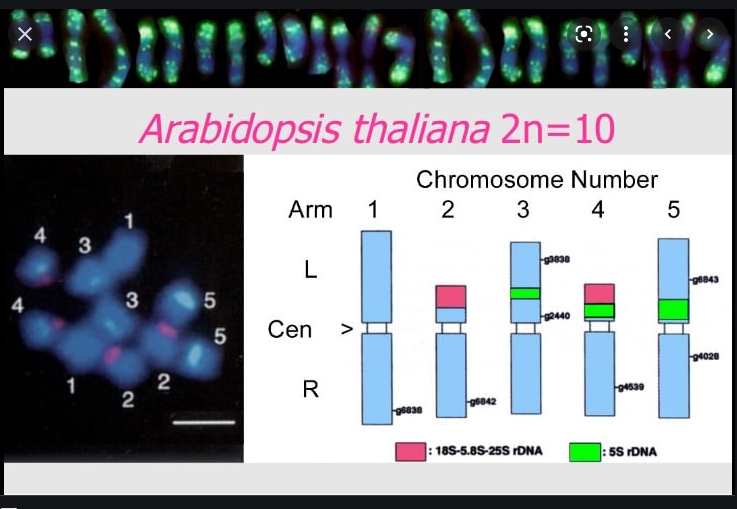 Arabidopsis thaliana 2n=10
4
1
3
4
3
5
5
1
2
2
Chromosome Number
Arm 1 2 3 4 5
L
g3838
g6843
Cen >
g2440
g4028
R
g4539
g6842
g6838
: 18S-5.8S-25S rDNA : 5S rDNA